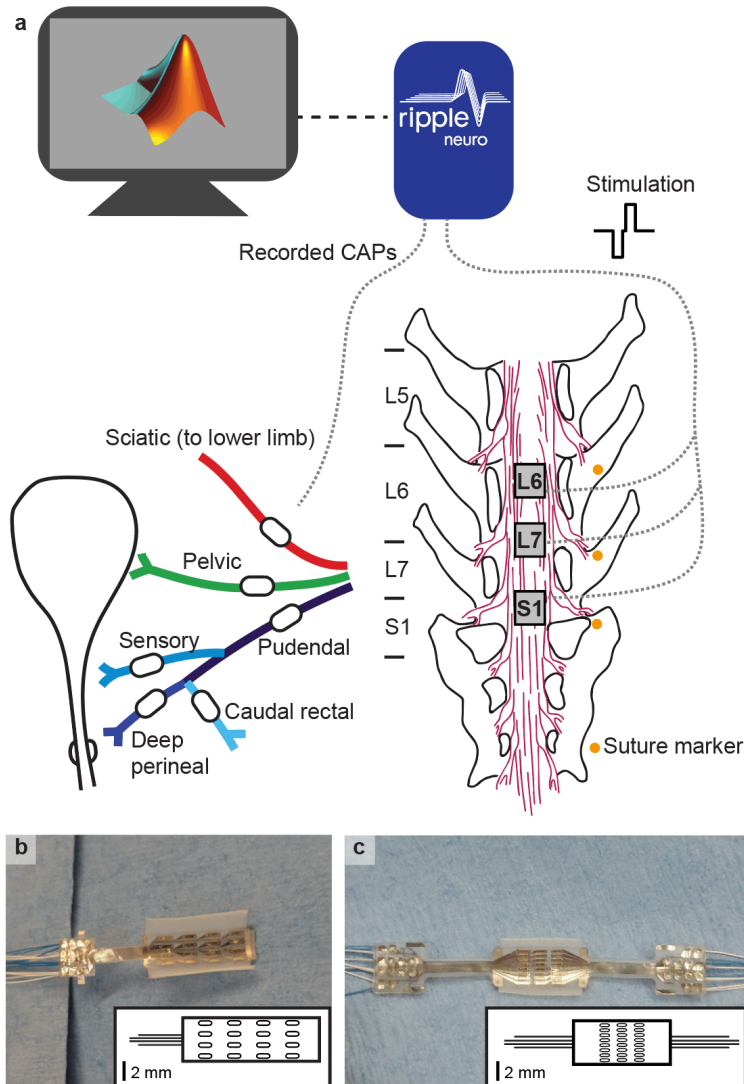 a
ripple
neuro
Stimulation
Recorded CAPs
L5
Sciatic (to lower limb)
L6
L6
L7
Pelvic
L7
S1
S1
Sensory
Pudendal
Caudal rectal
Deep
perineal
Suture marker
b
c
2 mm
2 mm